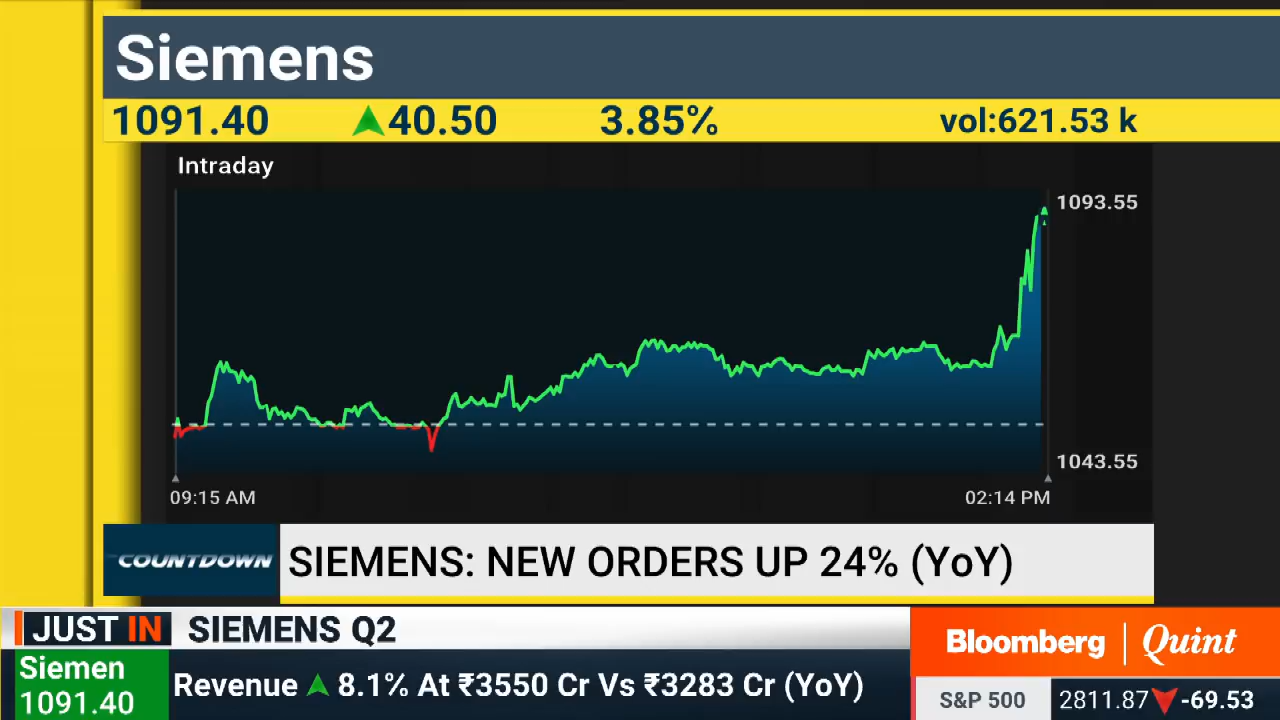 Siemens
1091.40 ▲40.50 3.85% vol:621.53 k
Intraday
1093.55
1043.55
09:15 AM 02:14 PM
COUNTDOWN
SIEMENS: NEW ORDERS UP 24% (YoY)
JUST IN SIEMENS Q2
Siemen
1091.40
Revenue ▲ 8.1% At ₹3550 Cr Vs ₹3283 Cr (YoY)
Bloomberg | Quint
S&P 500 2811.87 ▼ -69.53